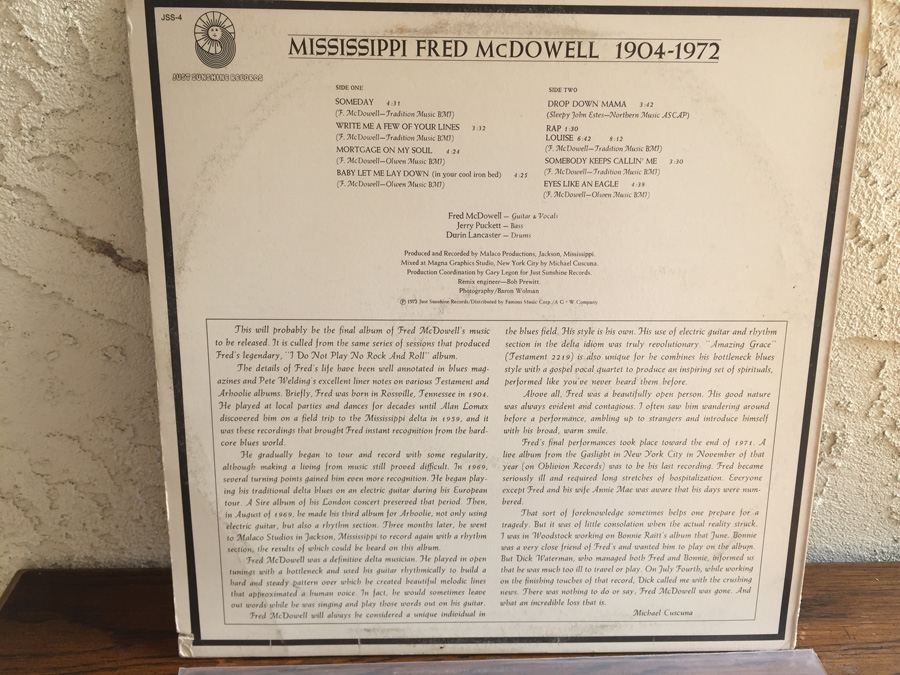 JSS-4
JUST SUNSHINE RECORDS
MISSISSIPPI FRED McDOWELL 1904-1972
SIDE ONE
SOMEDAY 4:31
(F. McDowell—Tradition Music BMI)
WRITE ME A FEW OF YOUR LINES 3:32
(F. McDowell—Tradition Music BMI)
MORTGAGE ON MY SOUL 4:24
(F. McDowell—Olwen Music BMI)
BABY LET ME LAY DOWN (in your cool iron bed) 4:25
(F. McDowell—Olwen Music BMI)
SIDE TWO
DROP DOWN MAMA 3:42
(Sleepy John Estes—Northern Music ASCAP)
RAP 1:30
LOUISE 6:42 8:12
(F. McDowell—Tradition Music BMI)
SOMEBODY KEEPS CALLIN' ME 3:30
(F. McDowell—Tradition Music BMI)
EYES LIKE AN EAGLE 4:38
(F. McDowell—Olwen Music BMI)
Fred McDowell — Guitar & Vocals
Jerry Puckett — Bass
Durin Lancaster — Drums
Produced and Recorded by Malaco Productions, Jackson, Mississippi.
Mixed at Magna Graphics Studio, New York City by Michael Cuscuna.
Production Coordination by Gary Legon for Just Sunshine Records.
Remix engineer—Bob Prewitt.
Photography/Baron Wolman
Ⓟ 1973 Just Sunshine Records/Distributed by Famous Music Corp./A G + W Company
This will probably be the final album of Fred McDowell's music
to be released. It is culled from the same series of sessions that produced
Fred's legendary, "I Do Not Play No Rock And Roll" album.
The details of Fred's life have been well annotated in blues mag-
azines and Pete Welding's excellent liner notes on various Testament and
Arhoolie albums. Briefly, Fred was born in Rossville, Tennessee in 1904.
He played at local parties and dances for decades until Alan Lomax
discovered him on a field trip to the Mississippi delta in 1959, and it
was these recordings that brought Fred instant recognition from the hard-
core blues world.
He gradually began to tour and record with some regularity,
although making a living from music still proved difficult. In 1969,
several turning points gained him even more recognition. He began play-
ing his traditional delta blues on an electric guitar during his European
tour. A Sire album of his London concert preserved that period. Then,
in August of 1969, he made his third album for Arhoolie, not only using
electric guitar, but also a rhythm section. Three months later, he went
to Malaco Studios in Jackson, Mississippi to record again with a rhythm
section, the results of which could be heard on this album.
Fred McDowell was a definitive delta musician. He played in open
tunings with a bottleneck and used his guitar rhythmically to build a
hard and steady pattern over which he created beautiful melodic lines
that approximated a human voice. In fact, he would sometimes leave
out words while he was singing and play those words out on his guitar.
Fred McDowell will always be considered a unique individual in
the blues field. His style is his own. His use of electric guitar and rhythm
section in the delta idiom was truly revolutionary. "Amazing Grace"
(Testament 2219) is also unique for he combines his bottleneck blues
style with a gospel vocal quartet to produce an inspiring set of spirituals,
performed like you've never heard them before.
Above all, Fred was a beautifully open person. His good nature
was always evident and contagious. I often saw him wandering around
before a performance, ambling up to strangers and introduce himself
with his broad, warm smile.
Fred's final performances took place toward the end of 1971. A
live album from the Gaslight in New York City in November of that
year (on Oblivion Records) was to be his last recording. Fred became
seriously ill and required long stretches of hospitalization. Everyone
except Fred and his wife Annie Mae was aware that his days were num-
bered.
That sort of foreknowledge sometimes helps one prepare for a
tragedy. But it was of little consolation when the actual reality struck.
I was in Woodstock working on Bonnie Raitt's album that June. Bonnie
was a very close friend of Fred's and wanted him to play on the album.
But Dick Waterman, who managed both Fred and Bonnie, informed us
that he was much too ill to travel or play. On July Fourth, while working
on the finishing touches of that record, Dick called me with the crushing
news. There was nothing to do or say. Fred McDowell was gone. And
what an incredible loss that is.
Michael Cuscuna